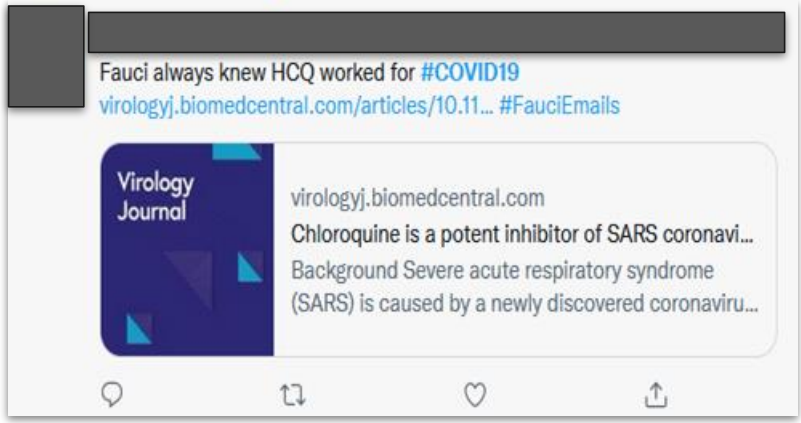 Fauci always knew HCQ worked for #COVID19
virologyj.biomedcentral.com/articles/10.11... #FauciEmails
Virology
Journal
virologyj.biomedcentral.com
Chloroquine is a potent inhibitor of SARS coronavi...
Background Severe acute respiratory syndrome
(SARS) is caused by a newly discovered coronaviru...